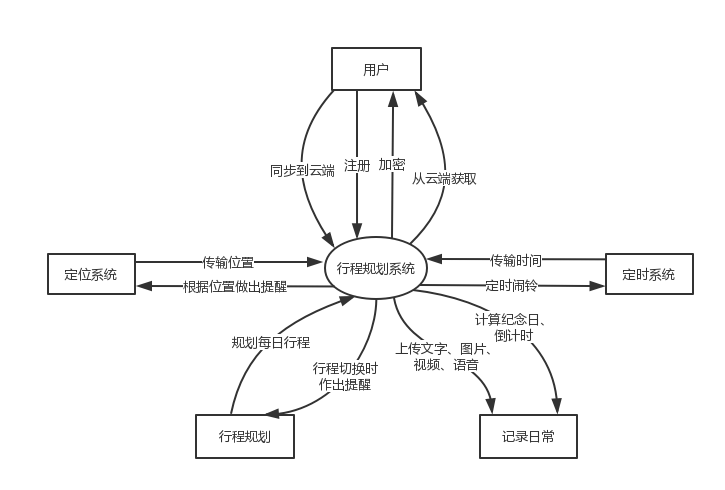 用户
同步到云端
注册
加密
从云端获取
定位系统
传输位置
根据位置做出提醒
行程规划系统
传输时间
定时闹铃
定时系统
规划每日行程
行程切换时
作出提醒
上传文字、图片、
视频、语音
计算纪念日、
倒计时
行程规划
记录日常